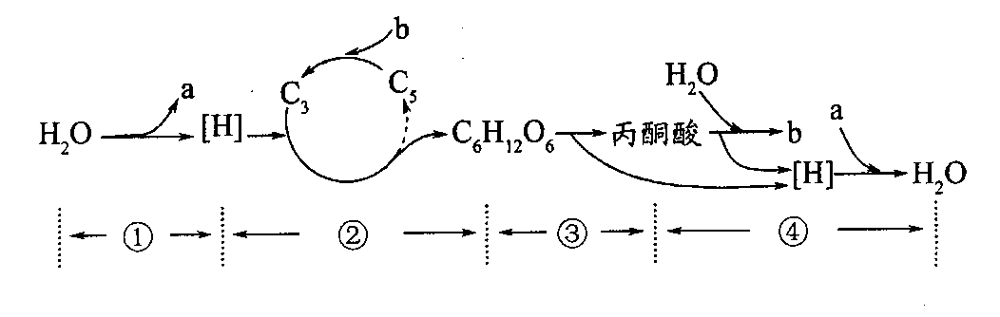 b
H₂O
a
C₃
C₅
a
H₂O
[H]
C₆H₁₂O₆
丙酮酸
b
[H]
H₂O
①
②
③
④